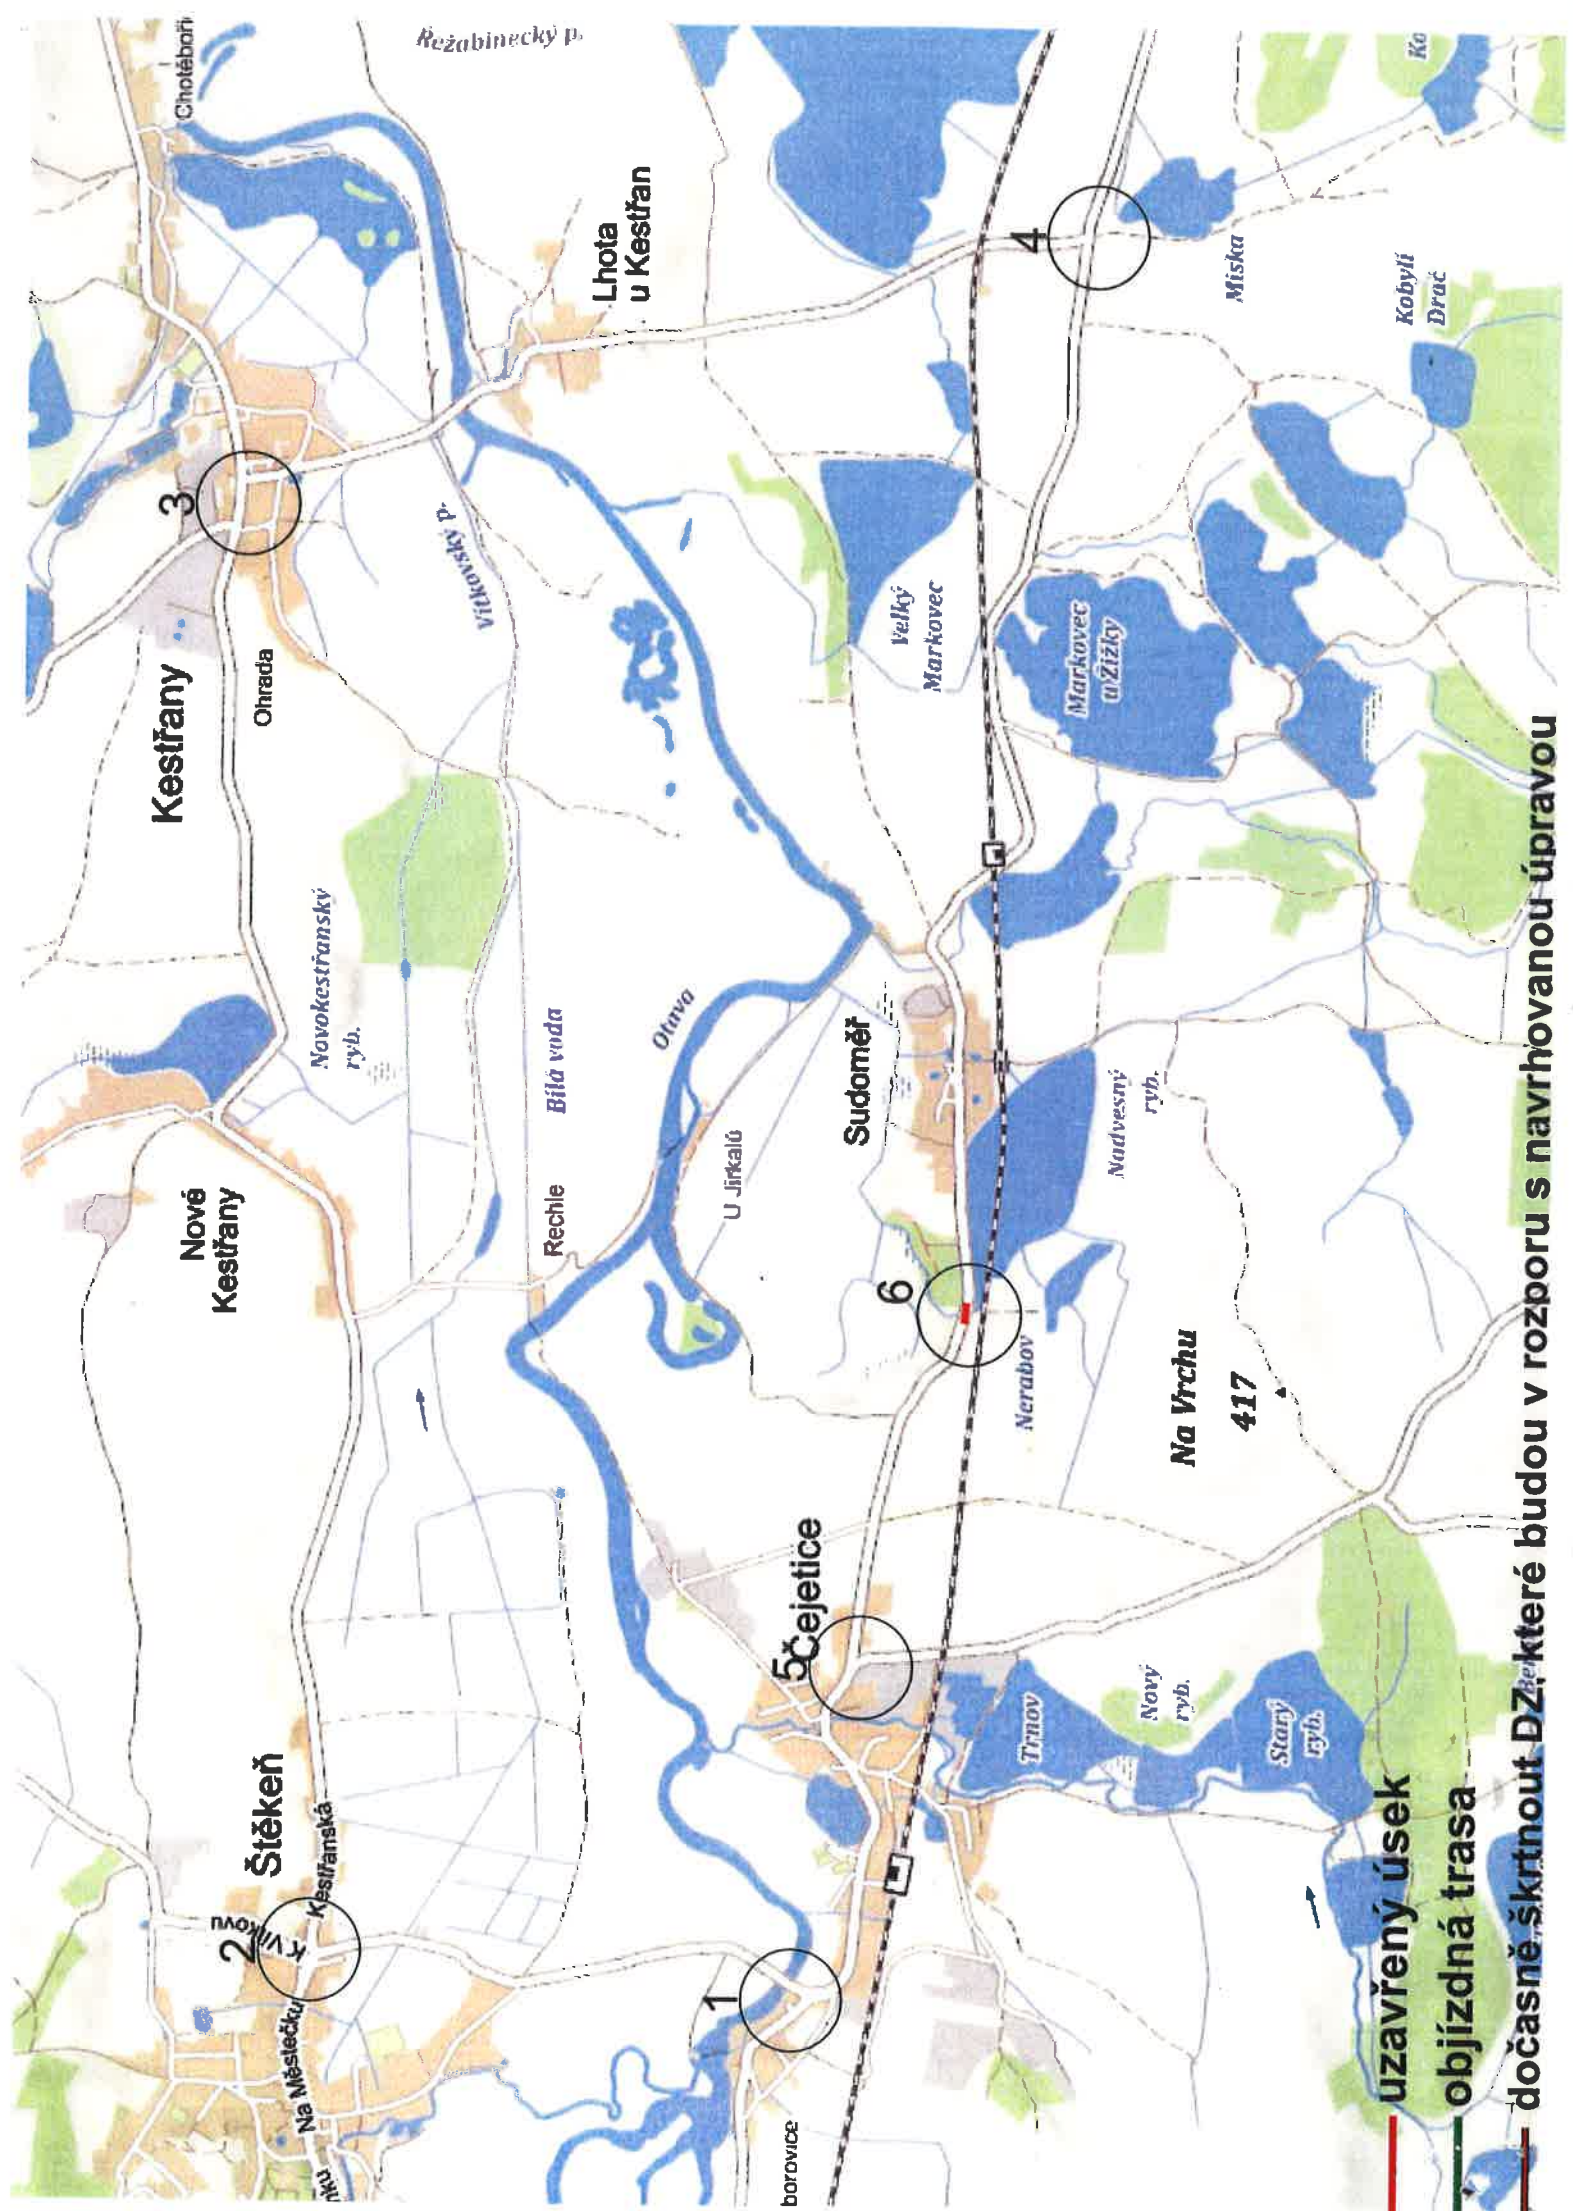 Štěkeň
Kestřanská
K Vítkovu
2
Na Městečku
Nové
Kestřany
Novokestřanský
ryb.
Kestřany
Ohrada
3
Chotěboři
Řežabinecký p.
Vítkovský p.
Lhota
u Kestřan
Bílá voda
Rechle
Otava
U Jirkalů
1
borovice
5
Čejetice
6
Sudoměř
Nadvesný
ryb.
Nerabov
Na Vrchu
417
Velký
Markovec
Markovec
u Žižky
4
Miska
Kobylí
Drac
Trnov
Nový
ryb.
Starý
ryb.
uzavřený úsek
objízdná trasa
dočasně škrtnout DZ, které budou v rozporu s navrhovanou úpravou